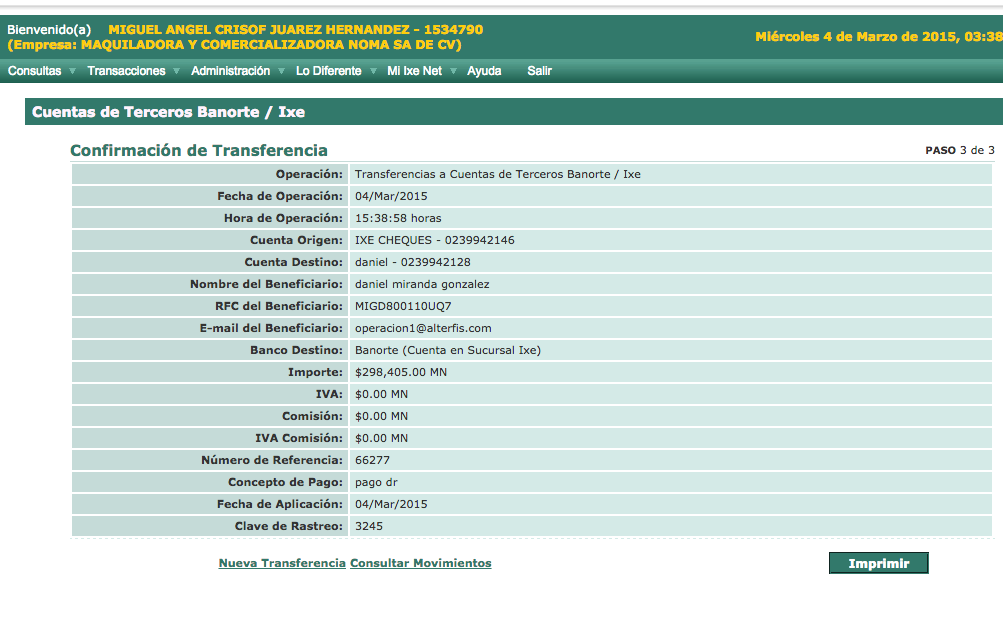 Bienvenido(a) MIGUEL ANGEL CRISOF JUAREZ HERNANDEZ - 1534790
(Empresa: MAQUILADORA Y COMERCIALIZADORA NOMA SA DE CV)
Miércoles 4 de Marzo de 2015, 03:38
Consultas Transacciones Administración Lo Diferente Mi Ixe Net Ayuda Salir
Cuentas de Terceros Banorte / Ixe
Confirmación de Transferencia PASO 3 de 3
Operación: Transferencias a Cuentas de Terceros Banorte / Ixe
Fecha de Operación: 04/Mar/2015
Hora de Operación: 15:38:58 horas
Cuenta Origen: IXE CHEQUES - 0239942146
Cuenta Destino: daniel - 0239942128
Nombre del Beneficiario: daniel miranda gonzalez
RFC del Beneficiario: MIGD800110UQ7
E-mail del Beneficiario: operacion1@alterfis.com
Banco Destino: Banorte (Cuenta en Sucursal Ixe)
Importe: $298,405.00 MN
IVA: $0.00 MN
Comisión: $0.00 MN
IVA Comisión: $0.00 MN
Número de Referencia: 66277
Concepto de Pago: pago dr
Fecha de Aplicación: 04/Mar/2015
Clave de Rastreo: 3245
Nueva Transferencia Consultar Movimientos Imprimir